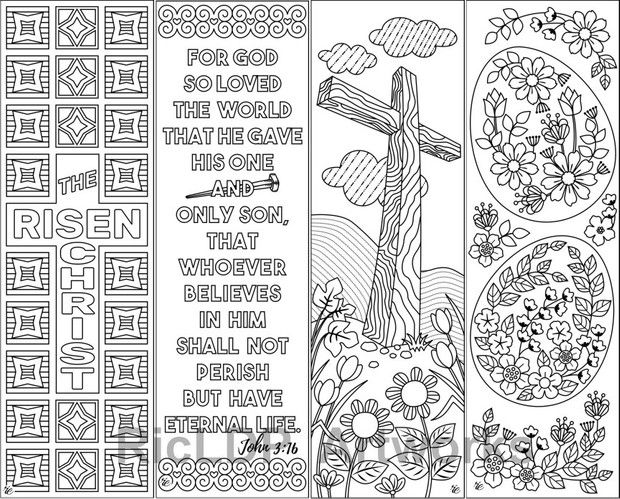 THE
RISEN
CHRIST
FOR GOD
SO LOVED
THE WORLD
THAT HE GAVE
HIS ONE
AND
ONLY SON,
THAT
WHOEVER
BELIEVES
IN HIM
SHALL NOT
PERISH
BUT HAVE
ETERNAL LIFE.
John 3:16